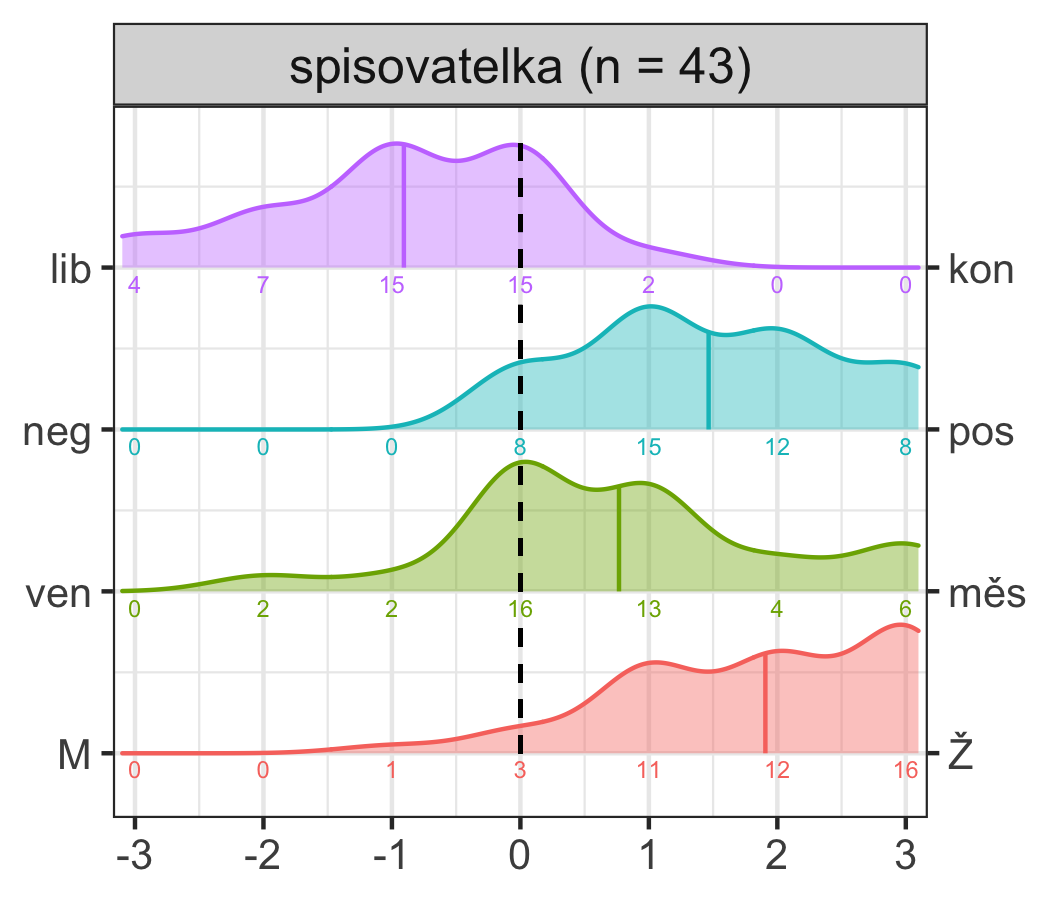 spisovatelka (n = 43)
lib kon
4 7 15 15 2 0 0
neg pos
0 0 0 8 15 12 8
ven měs
0 2 2 16 13 4 6
M Ž
0 0 1 3 11 12 16
-3 -2 -1 0 1 2 3